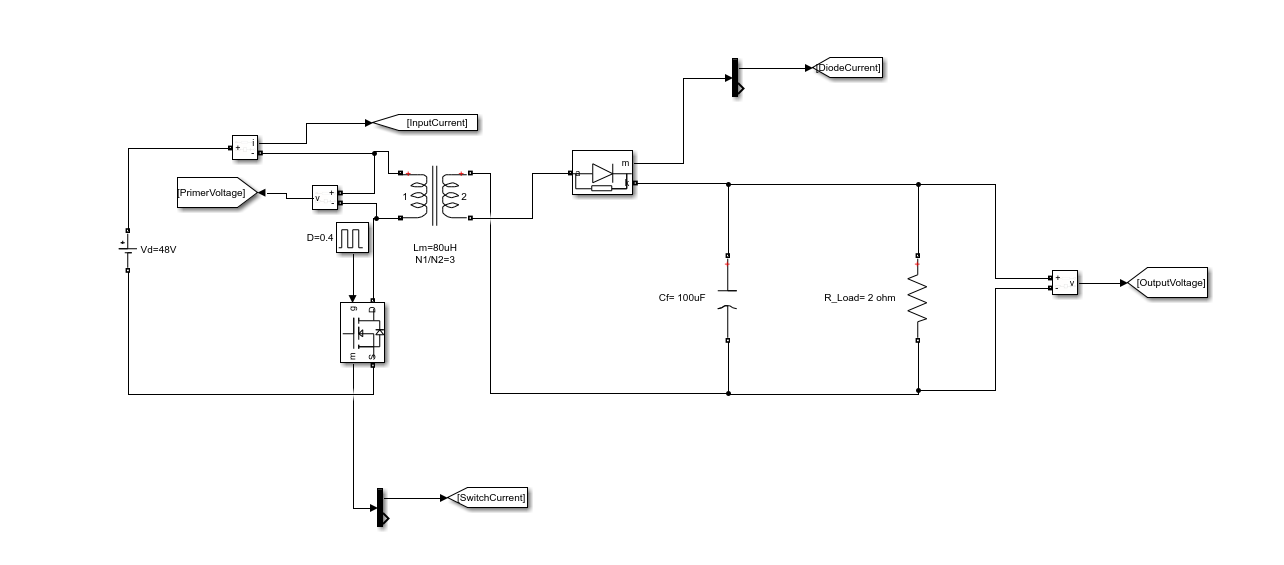 [DiodeCurrent]
[InputCurrent]
i
+
-
m
a
k
[PrimerVoltage]
v
+
-
+
+
1
2
D=0.4
Lm=80uH
N1/N2=3
+
Vd=48V
g
D
m
S
+
Cf= 100uF
+
R_Load= 2 ohm
+
-
v
[OutputVoltage]
[SwitchCurrent]